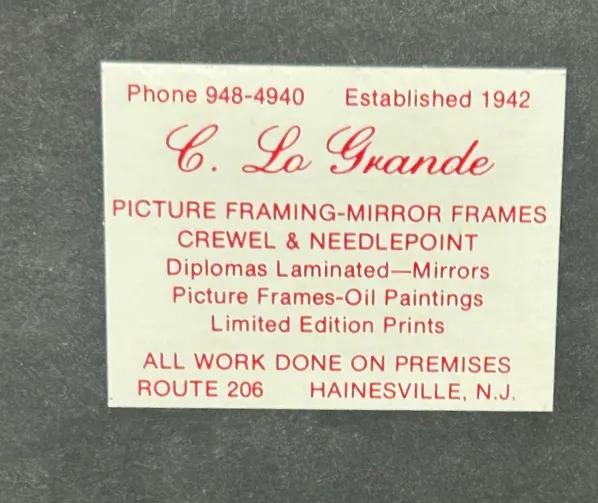 Phone 948-4940 Established 1942
C. Lo Grande
PICTURE FRAMING-MIRROR FRAMES
CREWEL & NEEDLEPOINT
Diplomas Laminated—Mirrors
Picture Frames-Oil Paintings
Limited Edition Prints
ALL WORK DONE ON PREMISES
ROUTE 206 HAINESVILLE, N.J.